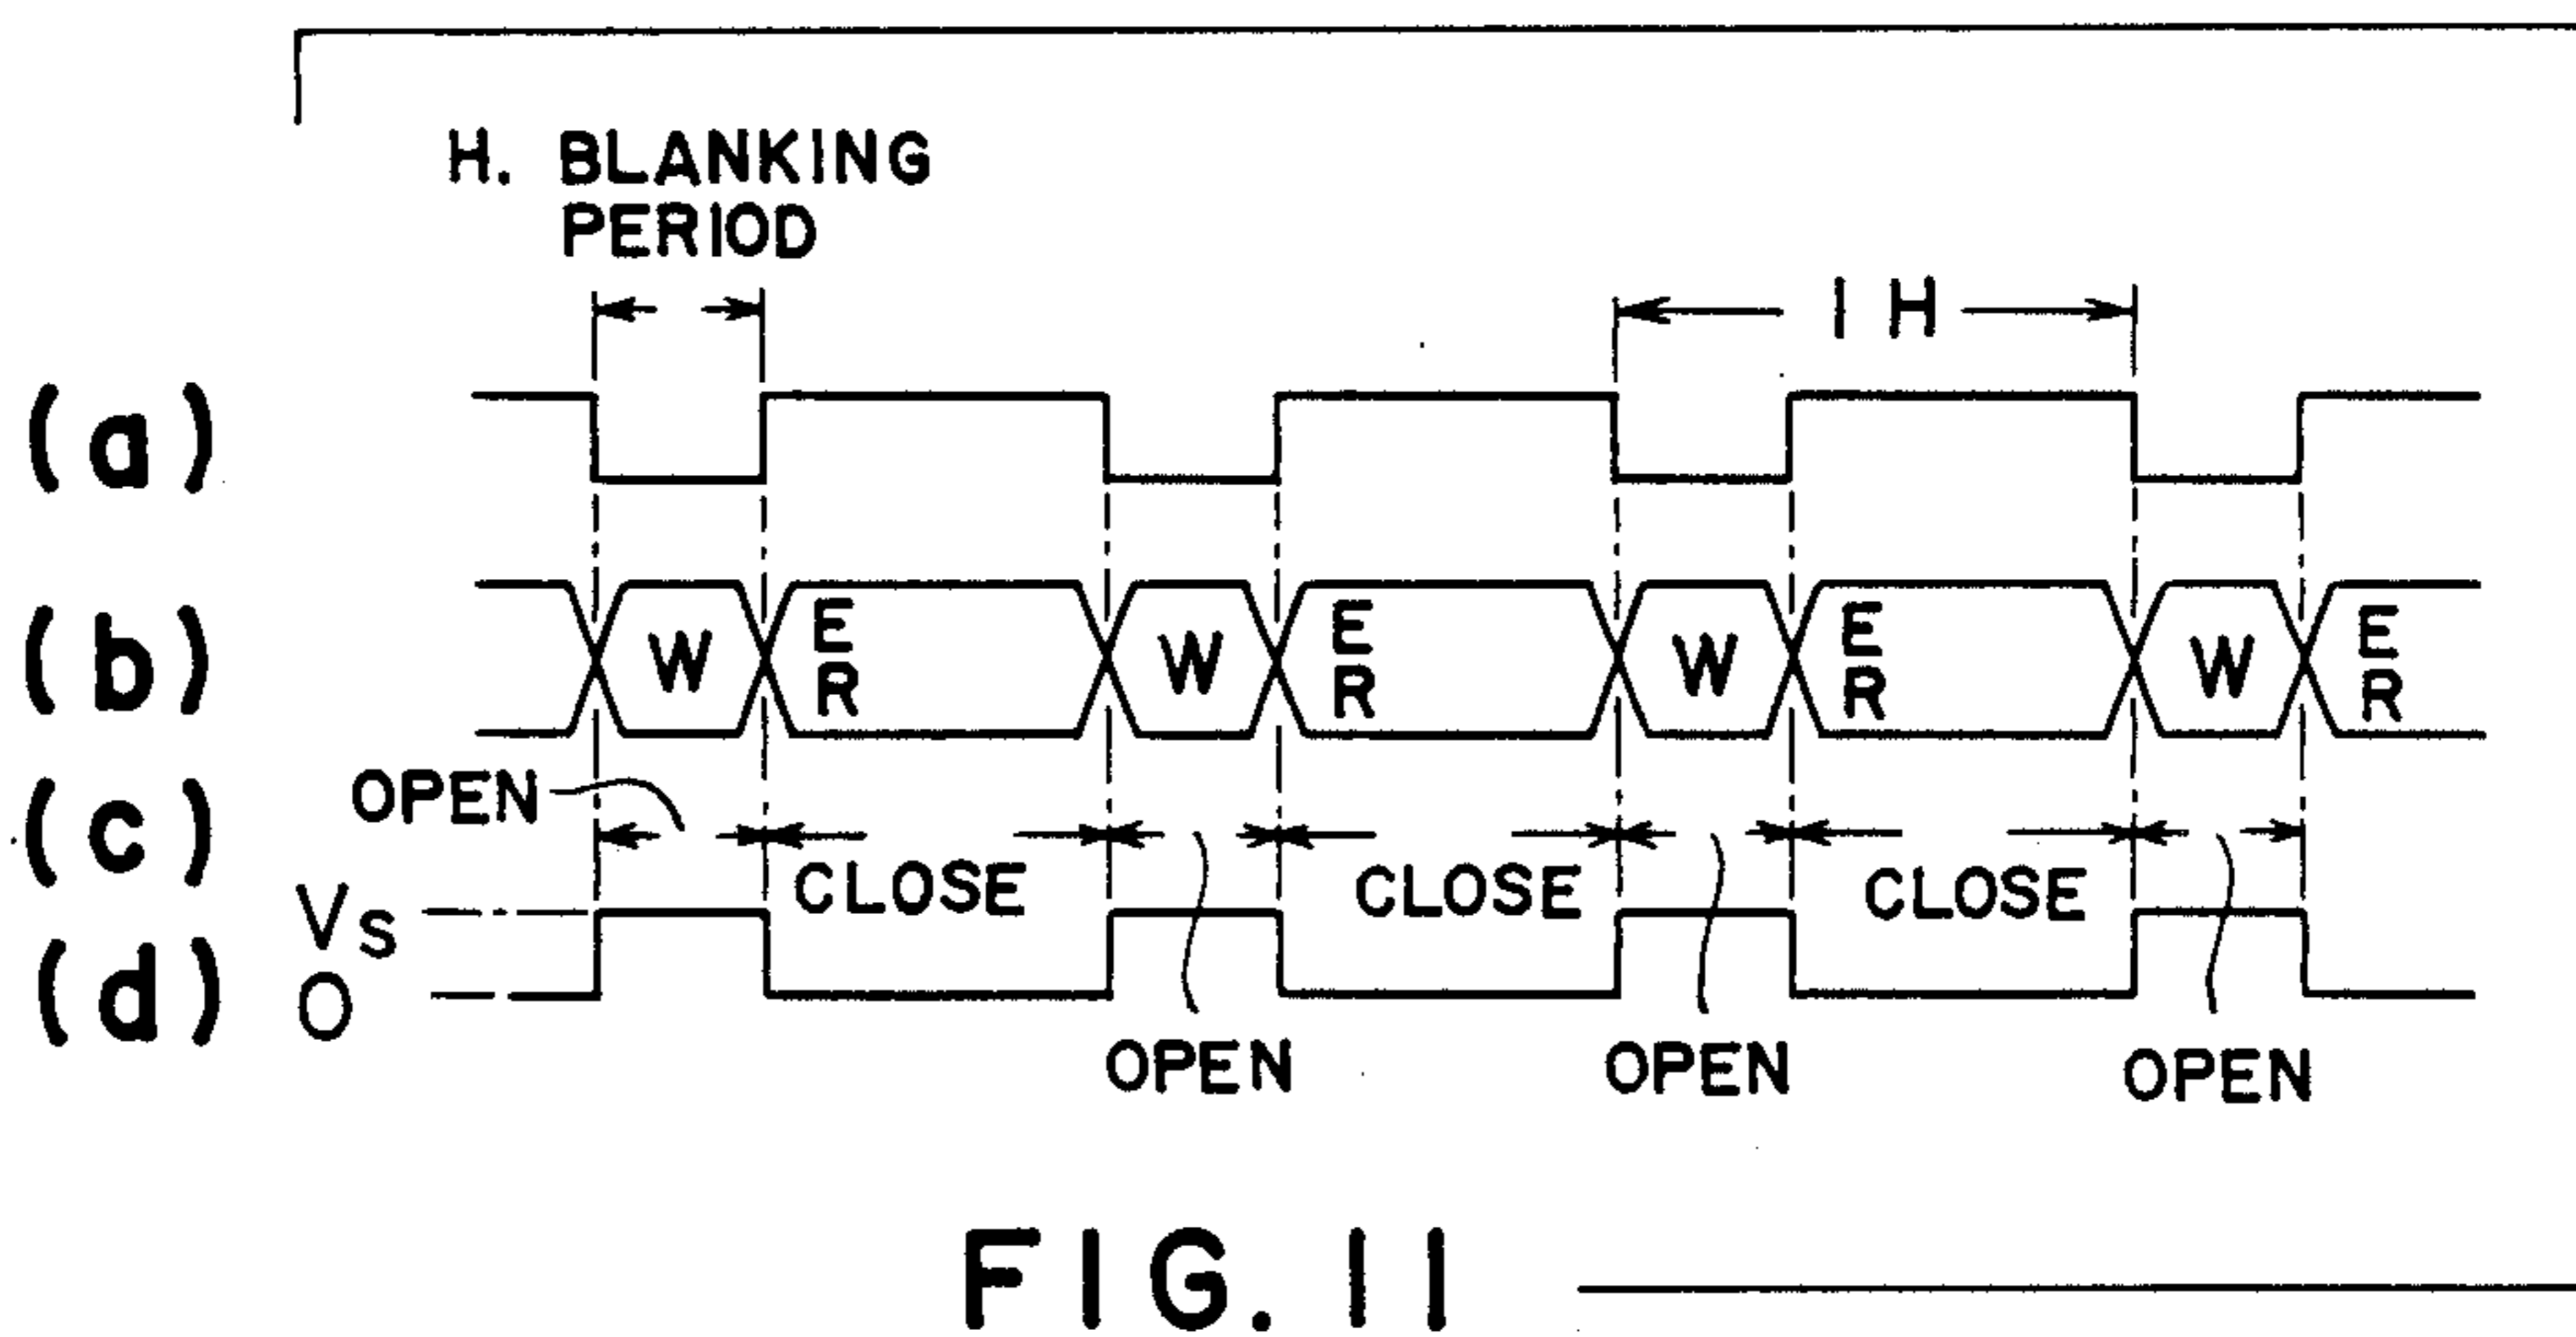 H. BLANKING
PERIOD
1 H
(a)
(b) W E R W E R W E R W E R
(c) OPEN
CLOSE CLOSE CLOSE
Vs
(d) O
OPEN OPEN OPEN
FIG. 11